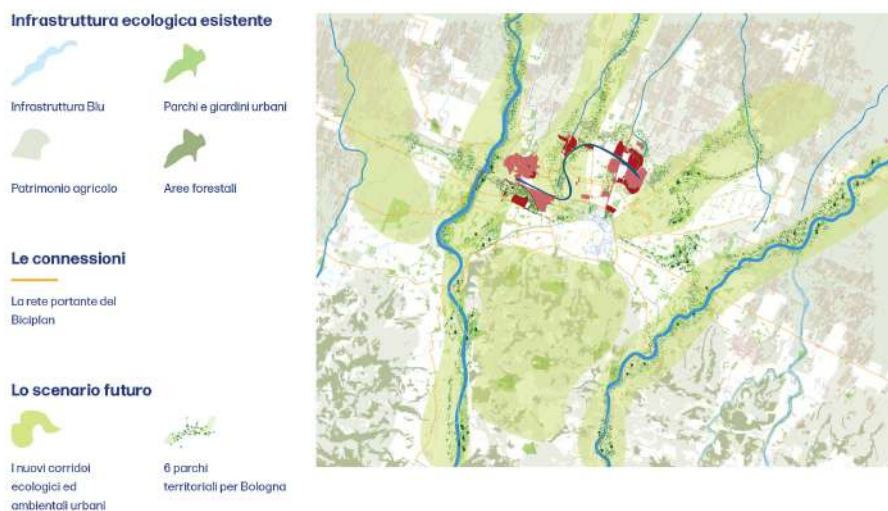 Infrastruttura ecologica esistente
Infrastruttura Blu
Parchi e giardini urbani
Patrimonio agricolo
Aree forestali
Le connessioni
La rete portante del
Biciplan
Lo scenario futuro
I nuovi corridoi
ecologici ed
ambientali urbani
6 parchi
territoriali per Bologna